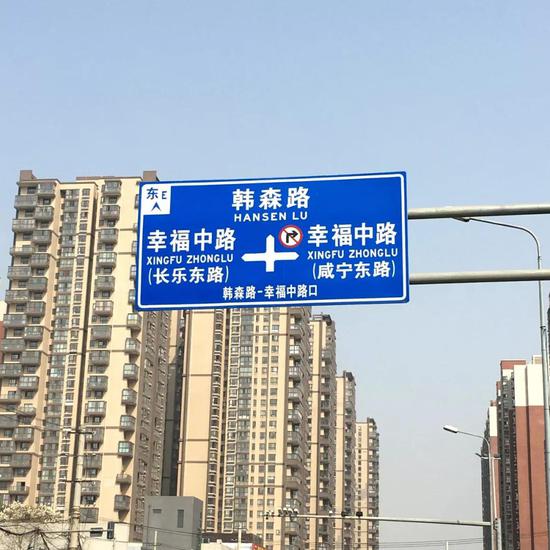 东 E
韩森路
HANSEN LU
幸福中路
XINGFU ZHONGLU
(长乐东路)
幸福中路
XINGFU ZHONGLU
(咸宁东路)
韩森路-幸福中路口